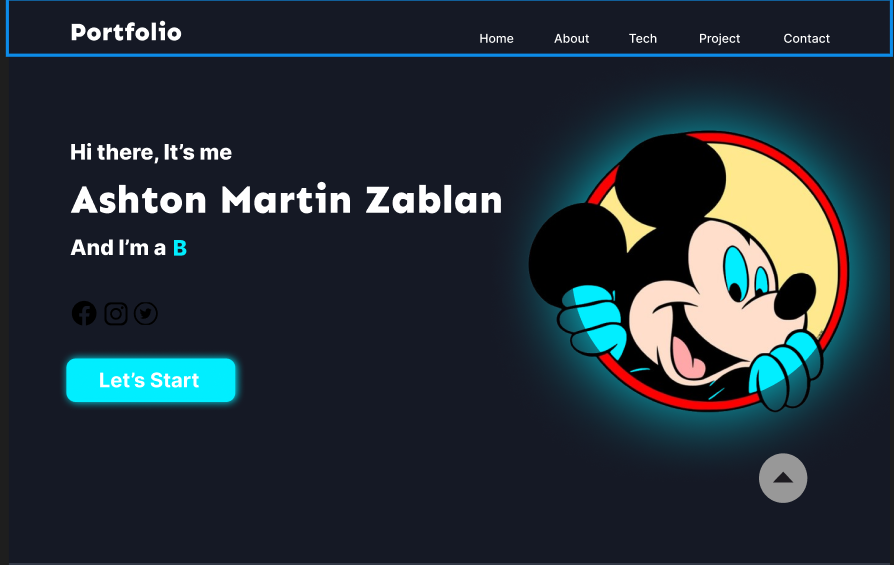 Portfolio
Home About Tech Project Contact
Hi there, It's me
Ashton Martin Zablan
And I'm a B
Let's Start